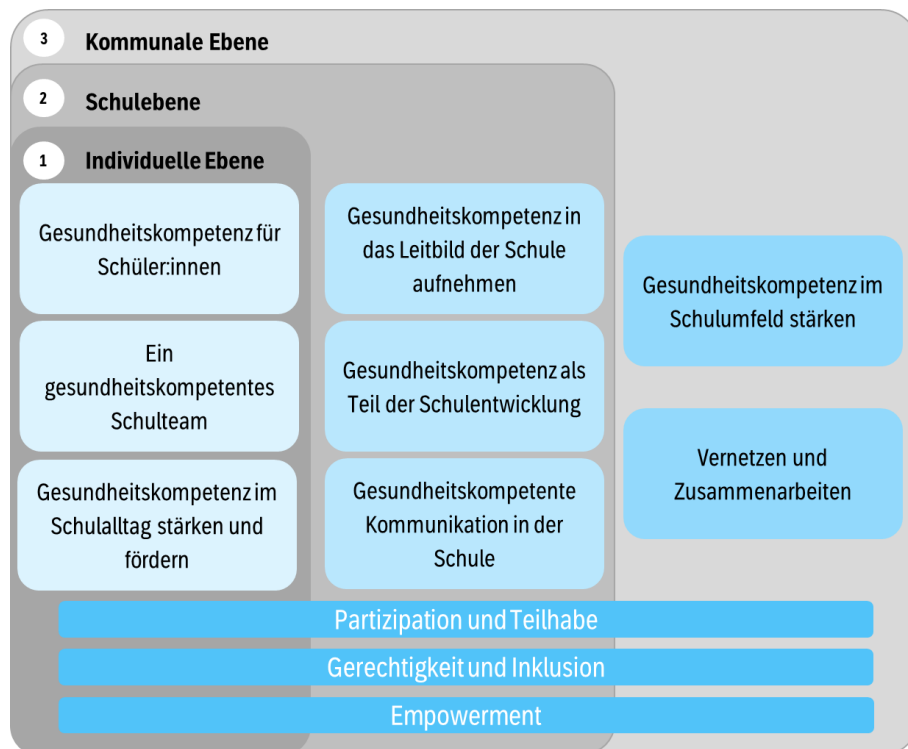 3 Kommunale Ebene
2 Schulebene
1 Individuelle Ebene
Gesundheitskompetenz für
Schüler:innen
Ein
gesundheitskompetentes
Schulteam
Gesundheitskompetenz im
Schulalltag stärken und
fördern
Gesundheitskompetenz in
das Leitbild der Schule
aufnehmen
Gesundheitskompetenz als
Teil der Schulentwicklung
Gesundheitskompetente
Kommunikation in der
Schule
Gesundheitskompetenz im
Schulumfeld stärken
Vernetzen und
Zusammenarbeiten
Partizipation und Teilhabe
Gerechtigkeit und Inklusion
Empowerment